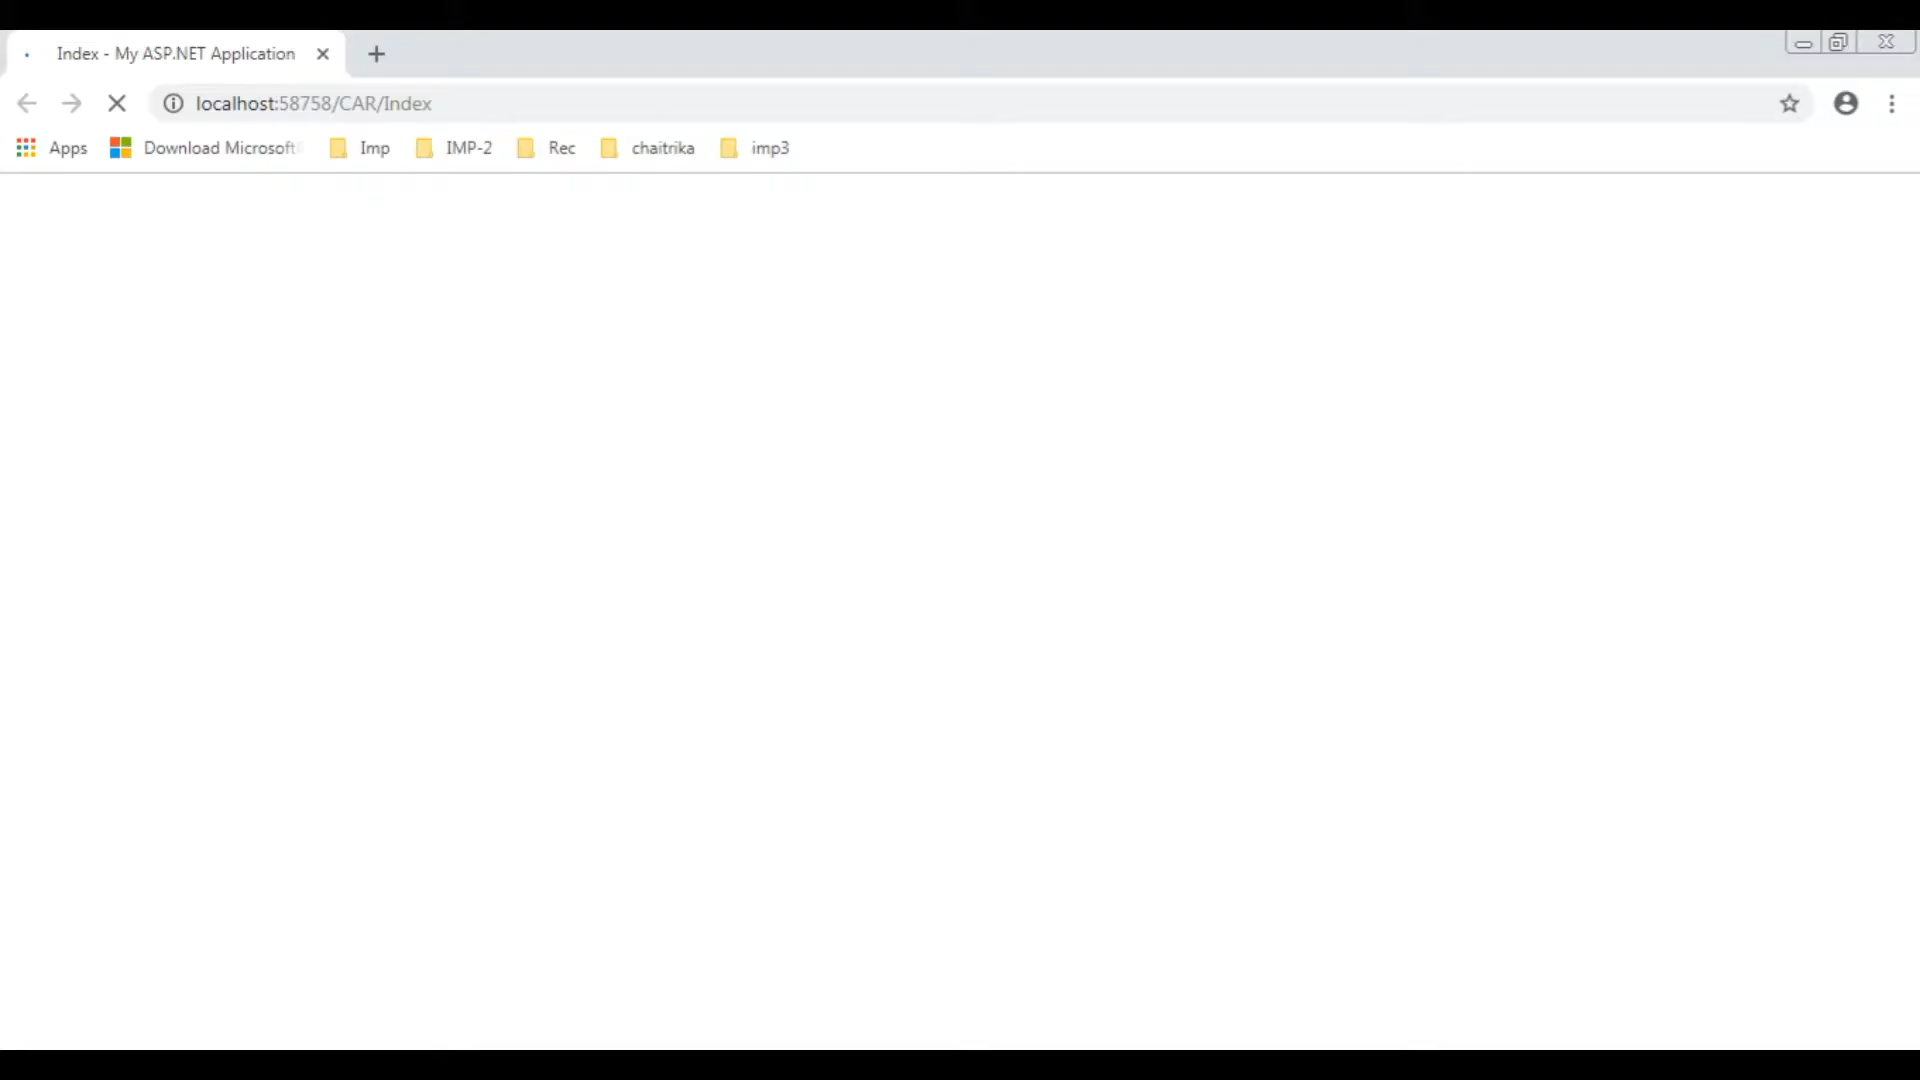 Index - My ASP.NET Application
localhost:58758/CAR/Index
Apps Download Microsoft Imp IMP-2 Rec chaitrika imp3